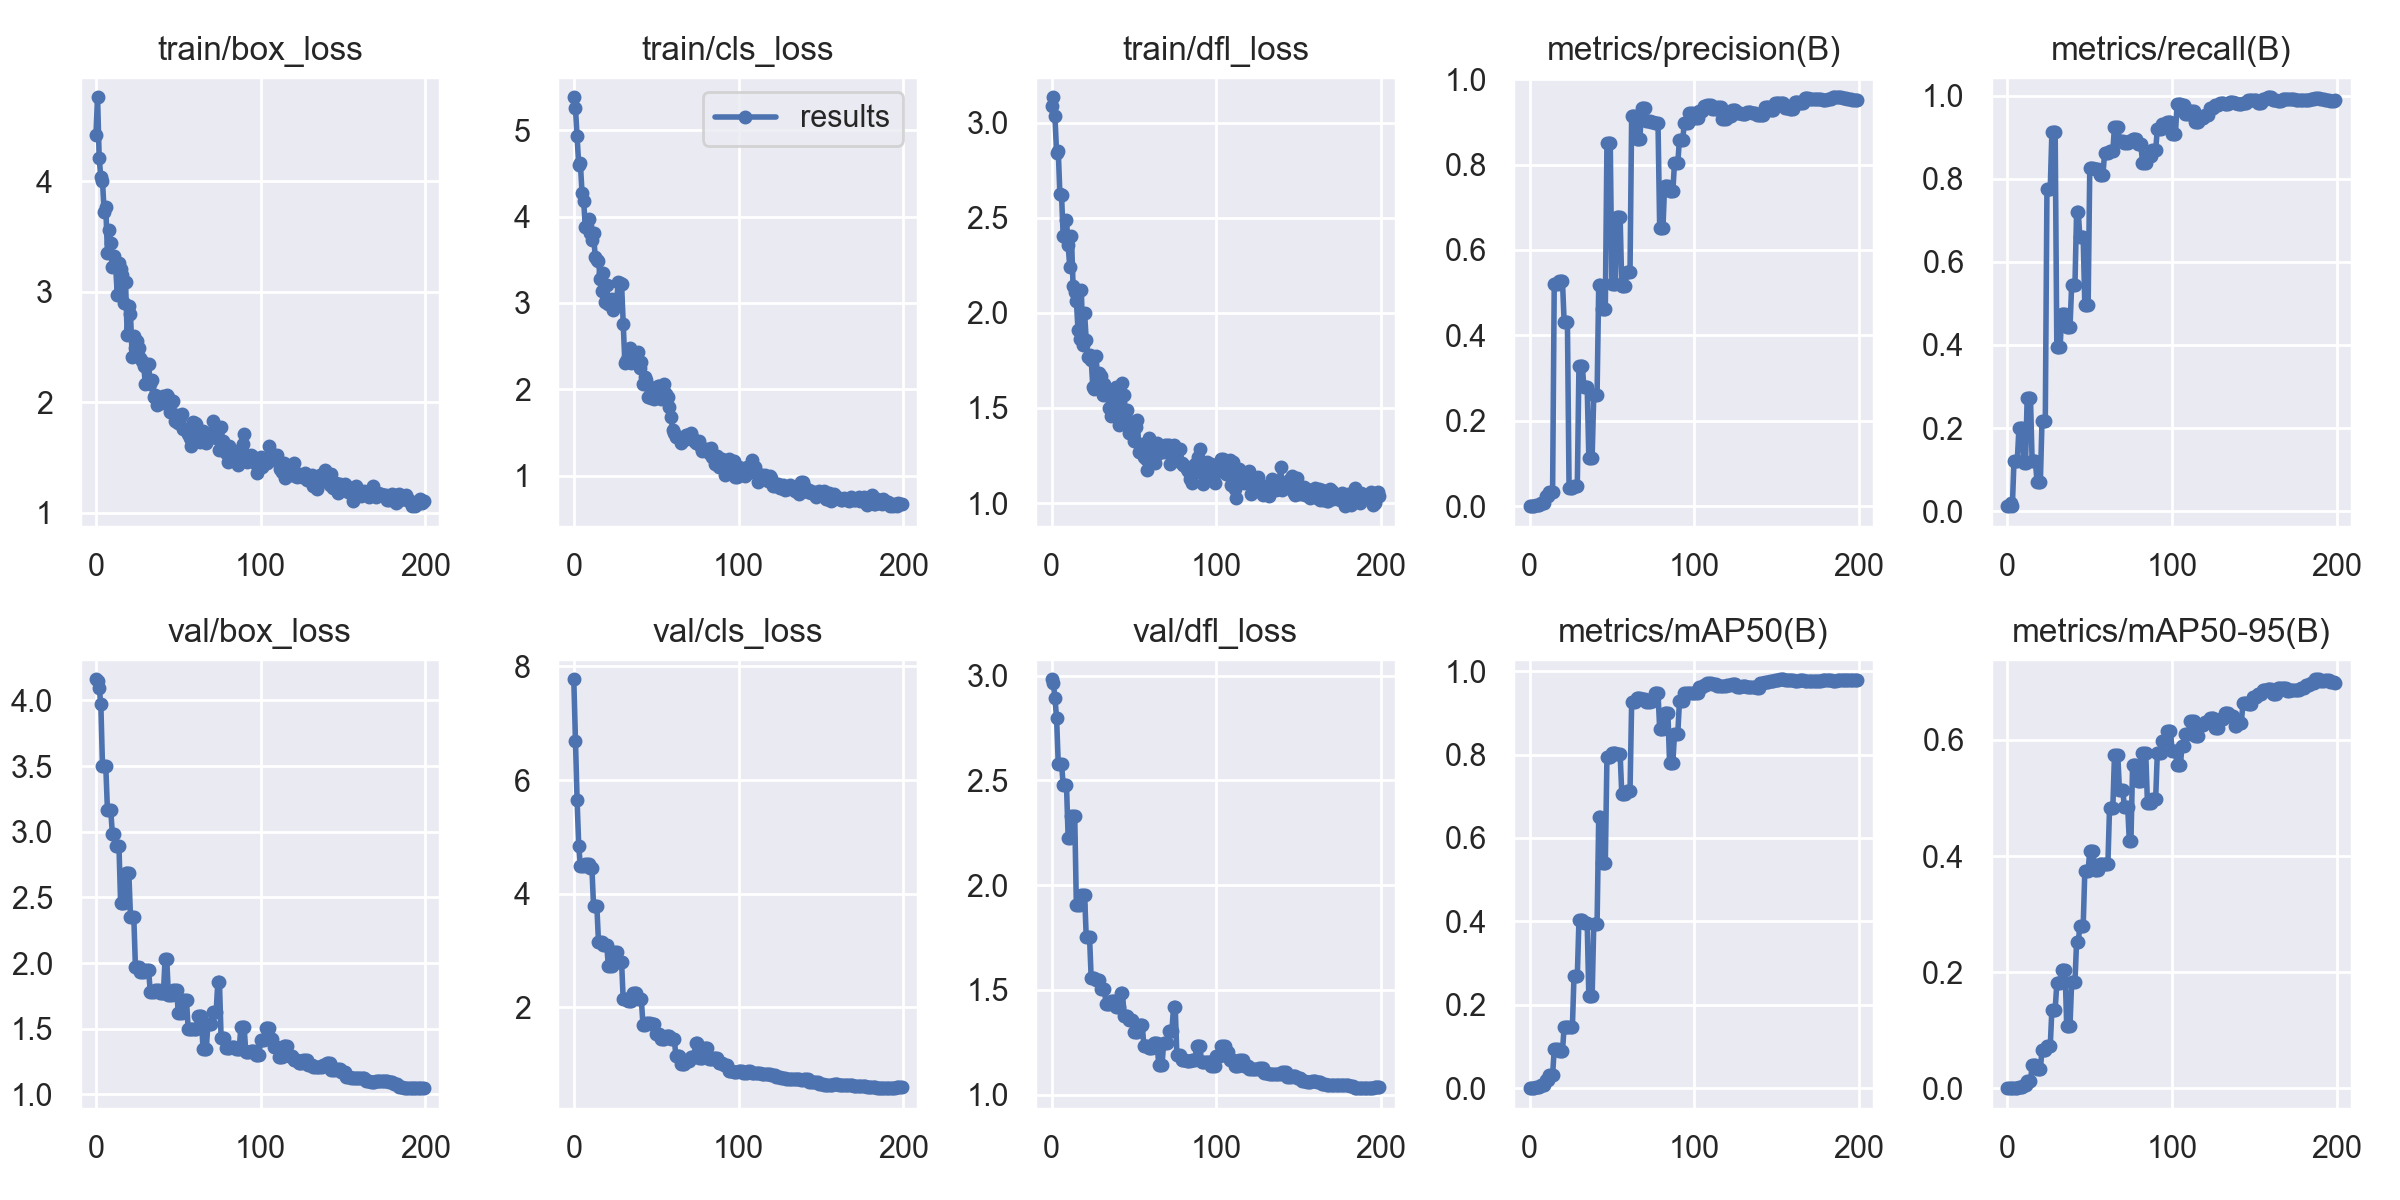 train/box_loss
4
3
2
1
0 100 200
train/cls_loss
results
5
4
3
2
1
0 100 200
train/dfl_loss
3.0
2.5
2.0
1.5
1.0
0 100 200
metrics/precision(B)
1.0
0.8
0.6
0.4
0.2
0.0
0 100 200
metrics/recall(B)
1.0
0.8
0.6
0.4
0.2
0.0
0 100 200
val/box_loss
4.0
3.5
3.0
2.5
2.0
1.5
1.0
0 100 200
val/cls_loss
8
6
4
2
0 100 200
val/dfl_loss
3.0
2.5
2.0
1.5
1.0
0 100 200
metrics/mAP50(B)
1.0
0.8
0.6
0.4
0.2
0.0
0 100 200
metrics/mAP50-95(B)
0.6
0.4
0.2
0.0
0 100 200